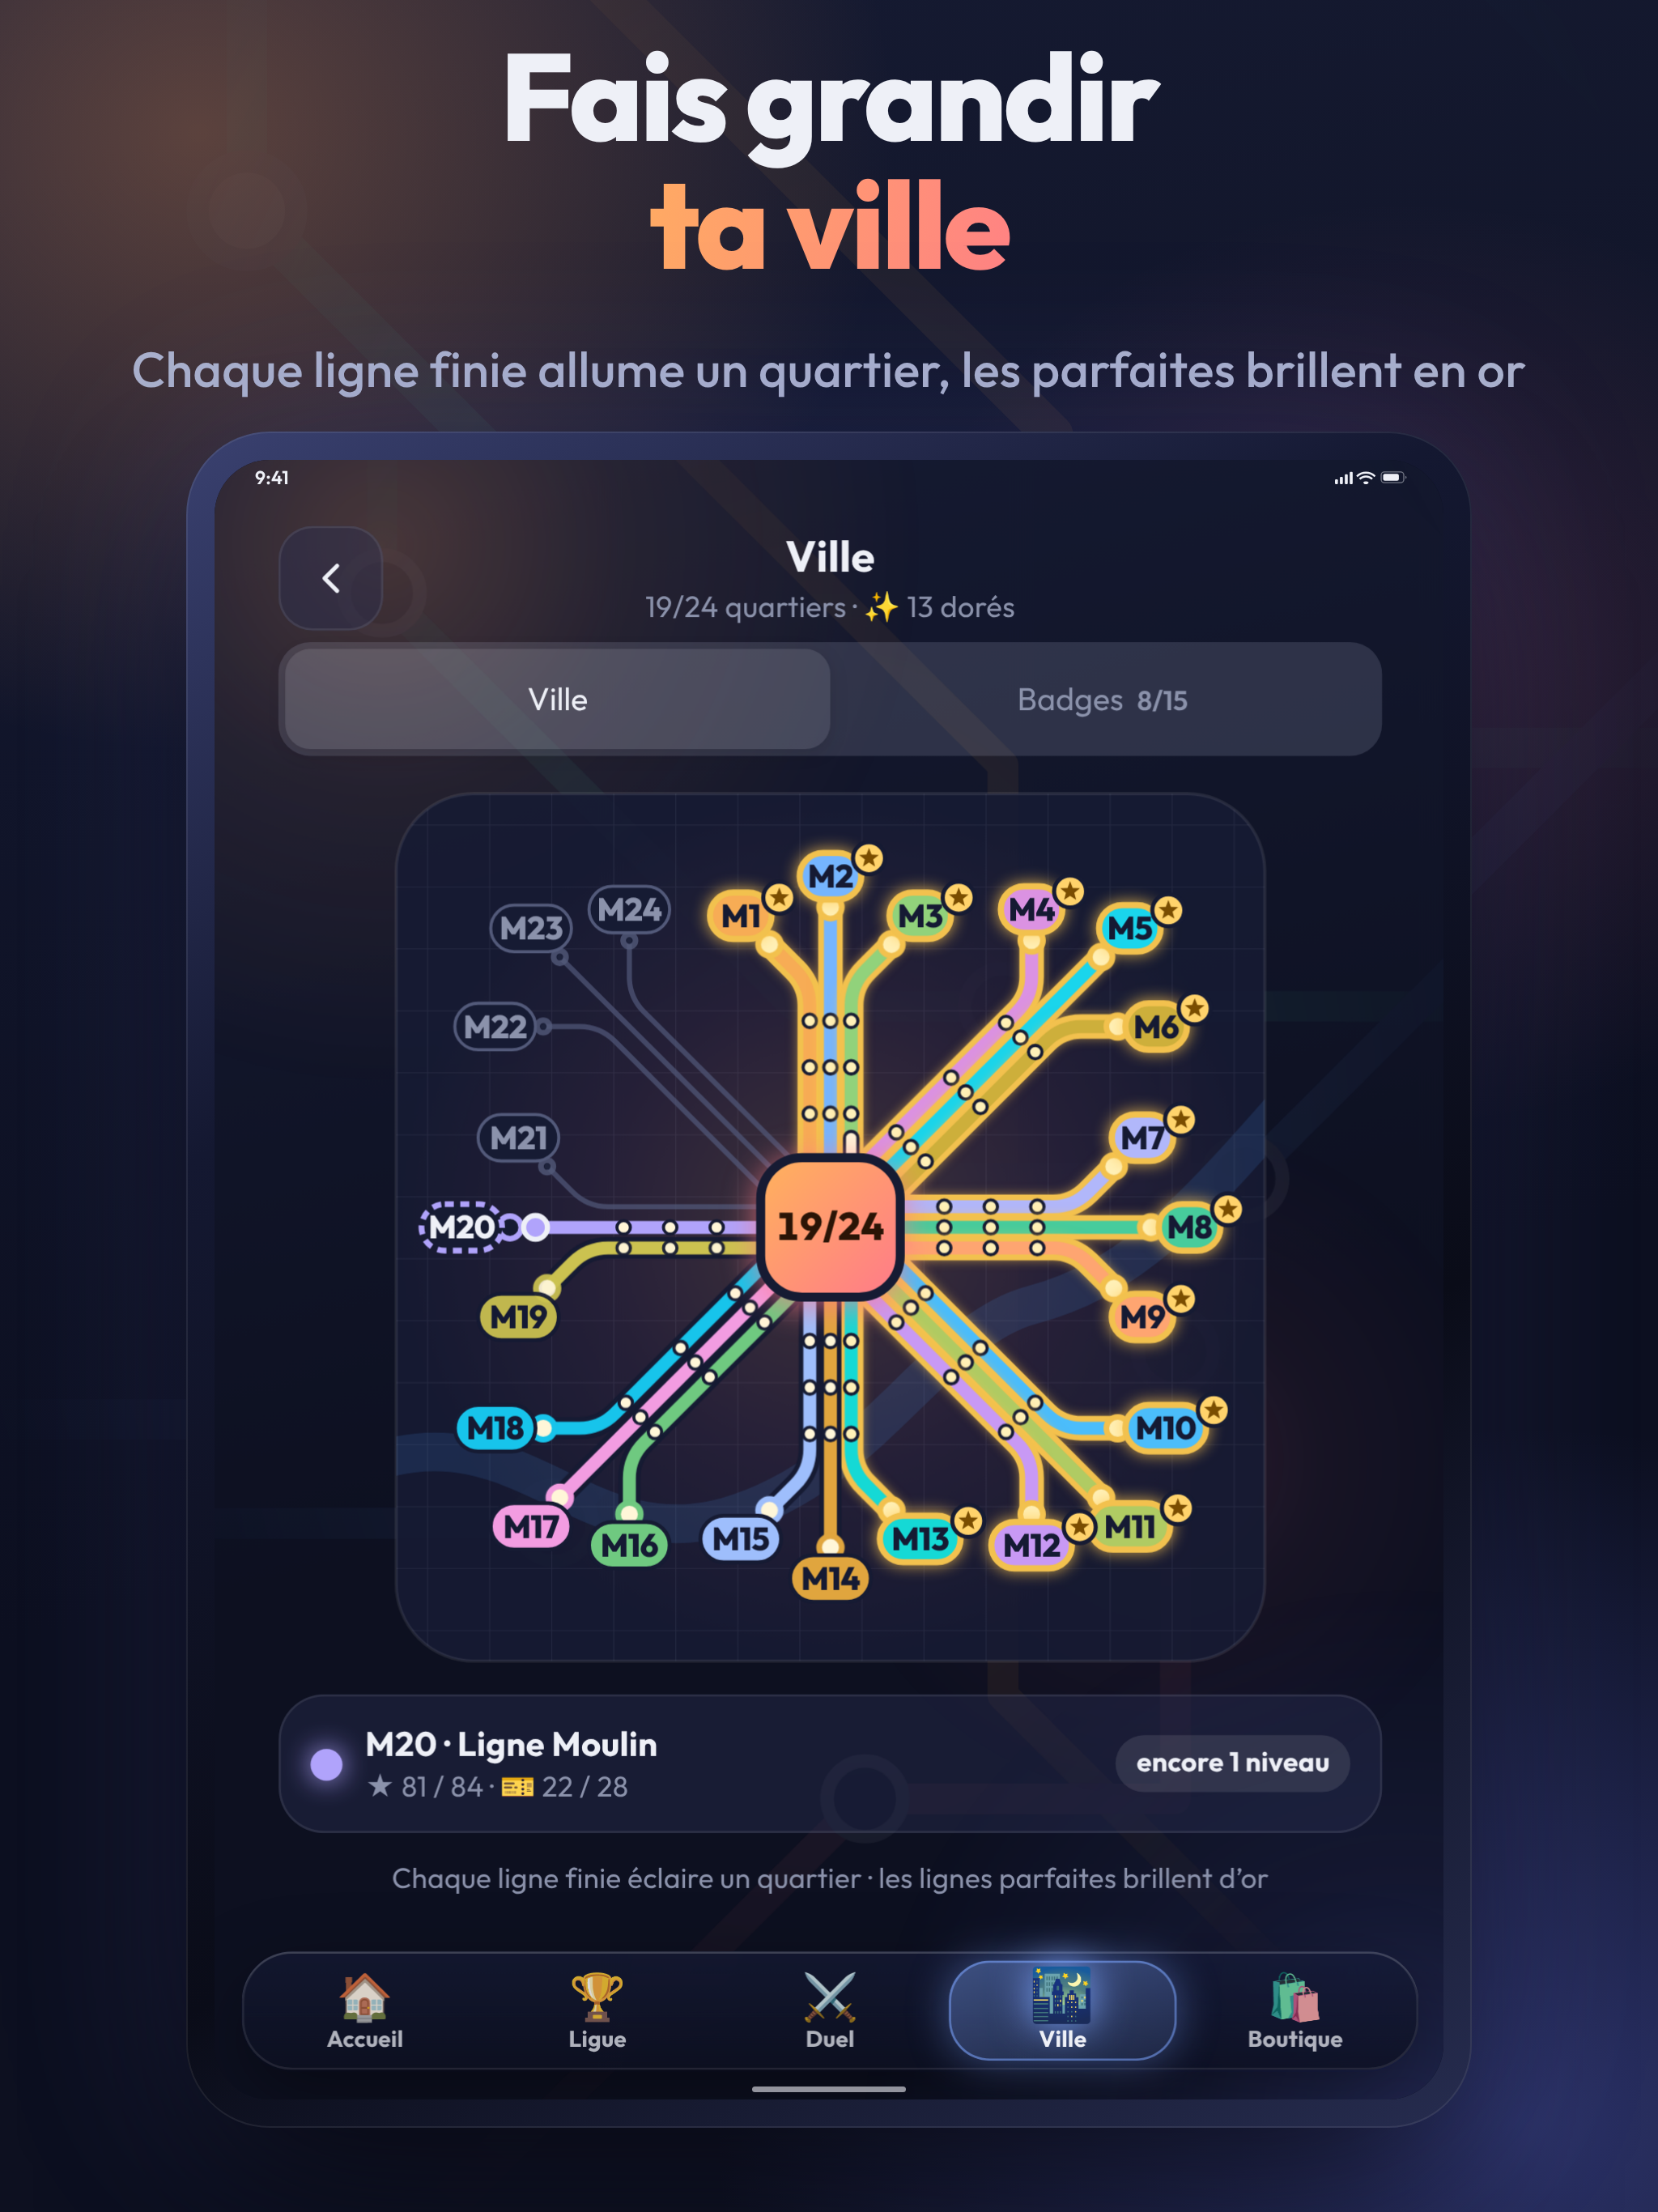 Fais grandir
ta ville
Chaque ligne finie allume un quartier, les parfaites brillent en or
9:41
Ville
19/24 quartiers · ✨ 13 dorés
Ville
Badges 8/15
M2
M24
M1
M3
M4
M23
M5
M22
M6
M21
M7
M20
19/24
M8
M19
M9
M18
M10
M17
M16
M15
M13
M12
M11
M14
M20 · Ligne Moulin
★ 81 / 84 · 🎫 22 / 28
encore 1 niveau
Chaque ligne finie éclaire un quartier · les lignes parfaites brillent d’or
Accueil
Ligue
Duel
Ville
Boutique